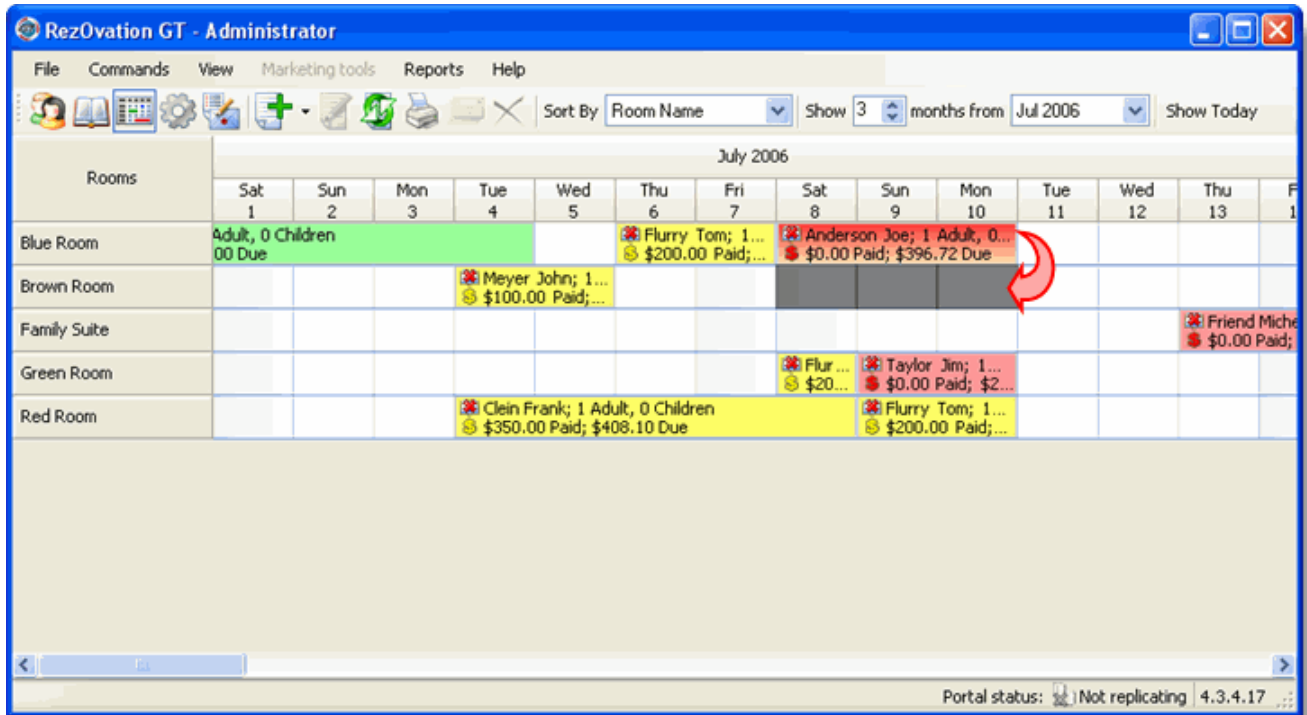 RezOvation GT - Administrator
File Commands View Marketing tools Reports Help
Sort By Room Name Show 3 months from Jul 2006 Show Today
Rooms
July 2006
Sat Sun Mon Tue Wed Thu Fri Sat Sun Mon Tue Wed Thu F
1 2 3 4 5 6 7 8 9 10 11 12 13 1
Blue Room
Adult, 0 Children
00 Due
Flurry Tom; 1...
$200.00 Paid;...
Anderson Joe; 1 Adult, 0...
$0.00 Paid; $396.72 Due
Brown Room
Meyer John; 1...
$100.00 Paid;...
Family Suite
Friend Miche
$0.00 Paid;
Green Room
Flur...
$20...
Taylor Jim; 1...
$0.00 Paid; $2...
Red Room
Clein Frank; 1 Adult, 0 Children
$350.00 Paid; $408.10 Due
Flurry Tom; 1...
$200.00 Paid;...
Portal status: Not replicating 4.3.4.17